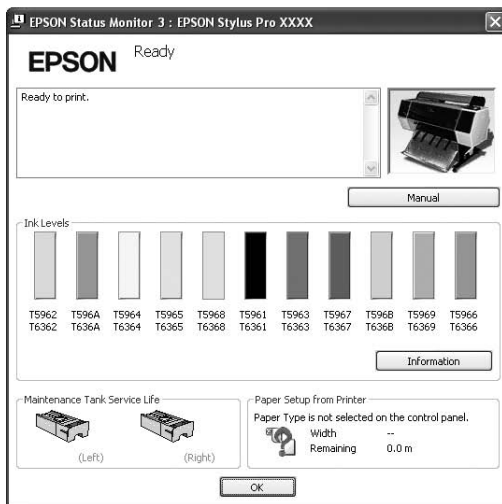 EPSON Status Monitor 3 : EPSON Stylus Pro XXXX
EPSON
Ready
Ready to print.
Manual
Ink Levels
T5962 T596A T5964 T5965 T5968 T5961 T5963 T5967 T596B T5969 T5966
T6362 T636A T6364 T6365 T6368 T6361 T6363 T6367 T636B T6369 T6366
Information
Maintenance Tank Service Life
(Left) (Right)
Paper Setup from Printer
Paper Type is not selected on the control panel.
Width --
Remaining 0.0 m
OK